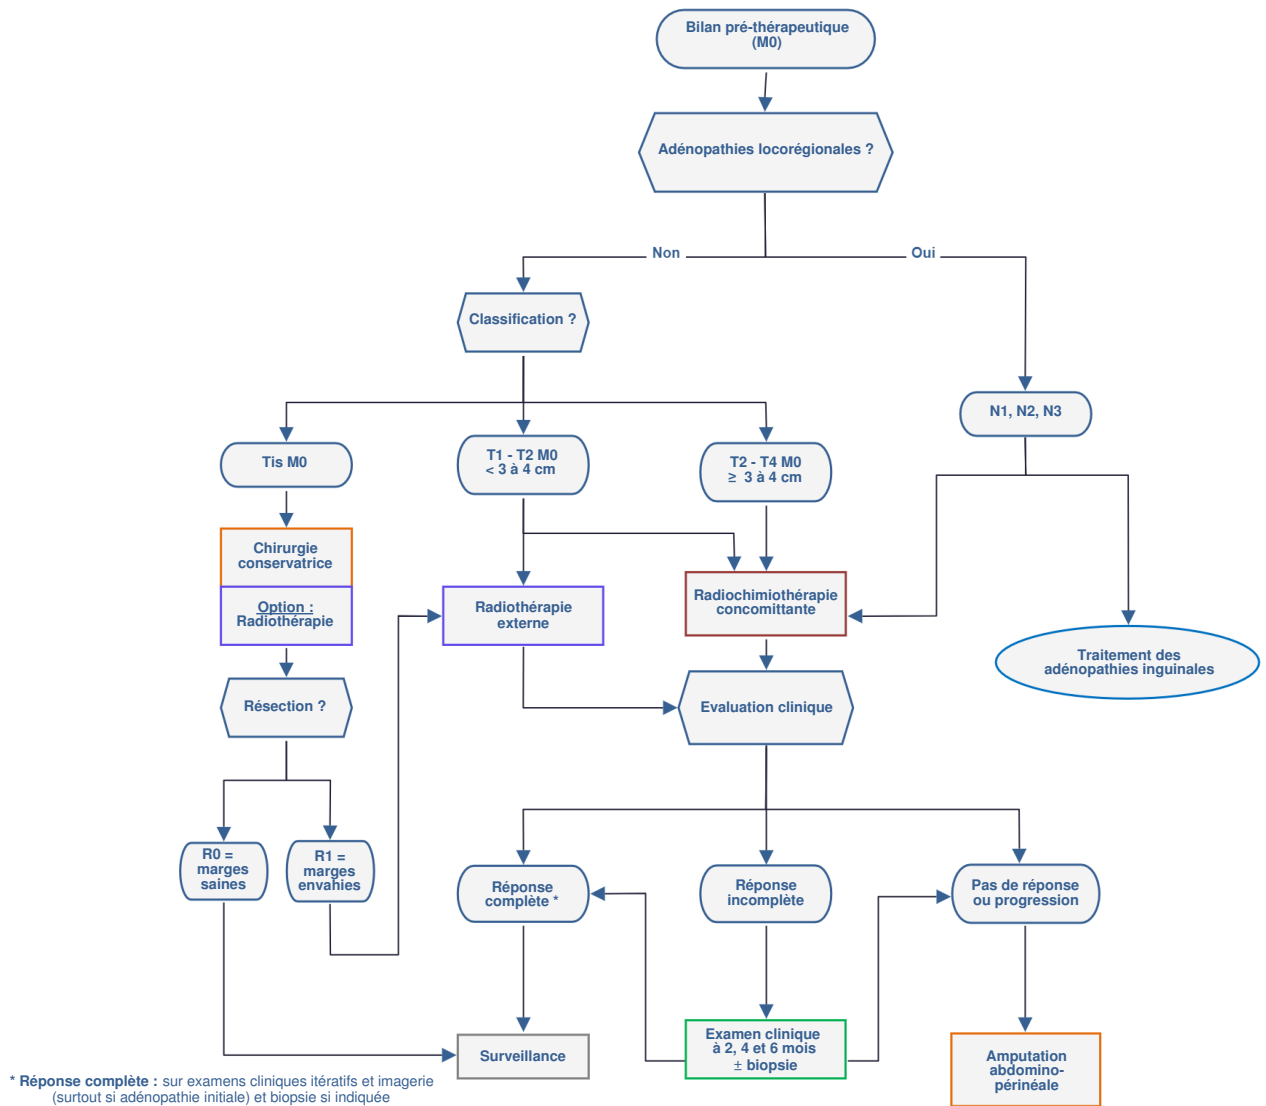 Bilan pré-thérapeutique
(M0)
Adénopathies locorégionales ?
Non
Oui
Classification ?
N1, N2, N3
Tis M0
T1 - T2 M0
< 3 à 4 cm
T2 - T4 M0
≥ 3 à 4 cm
Chirurgie
conservatrice
Option :
Radiothérapie
Radiothérapie
externe
Radiochimiothérapie
concomittante
Traitement des
adénopathies inguinales
Résection ?
Evaluation clinique
R0 =
marges
saines
R1 =
marges
envahies
Réponse
complète *
Réponse
incomplète
Pas de réponse
ou progression
Surveillance
Examen clinique
à 2, 4 et 6 mois
± biopsie
Amputation
abdomino-
périnéale
* Réponse complète : sur examens cliniques itératifs et imagerie
(surtout si adénopathie initiale) et biopsie si indiquée